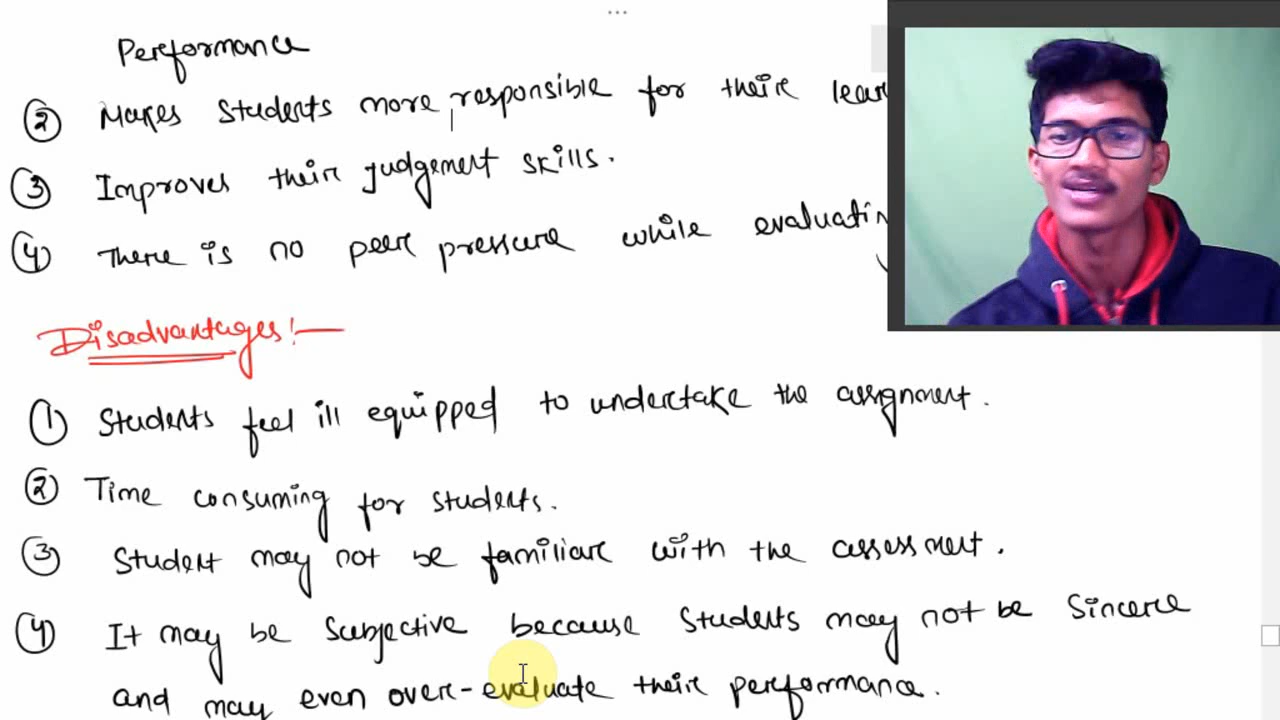 Performance
② Makes students more responsible for their
③ Improves their judgement skills.
④ There is no peer pressure while
Disadvantages:-
① Students feel ill equipped to undertake the assignment.
② Time consuming for students.
③ Student may not be familiar with the assessment.
④ It may be subjective because students may not be sincere
and may even over-evaluate their performance.